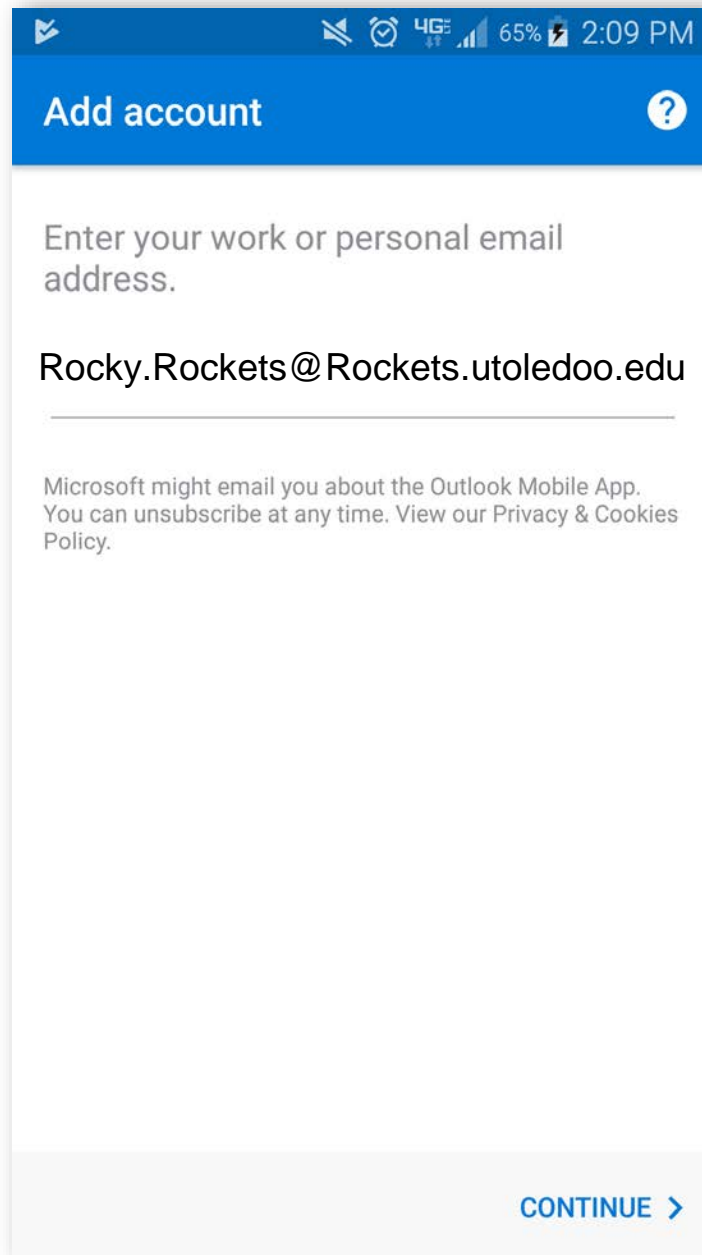 4G 65% 2:09 PM
Add account ?
Enter your work or personal email
address.
Rocky.Rockets@Rockets.utoledoo.edu
Microsoft might email you about the Outlook Mobile App.
You can unsubscribe at any time. View our Privacy & Cookies
Policy.
CONTINUE >